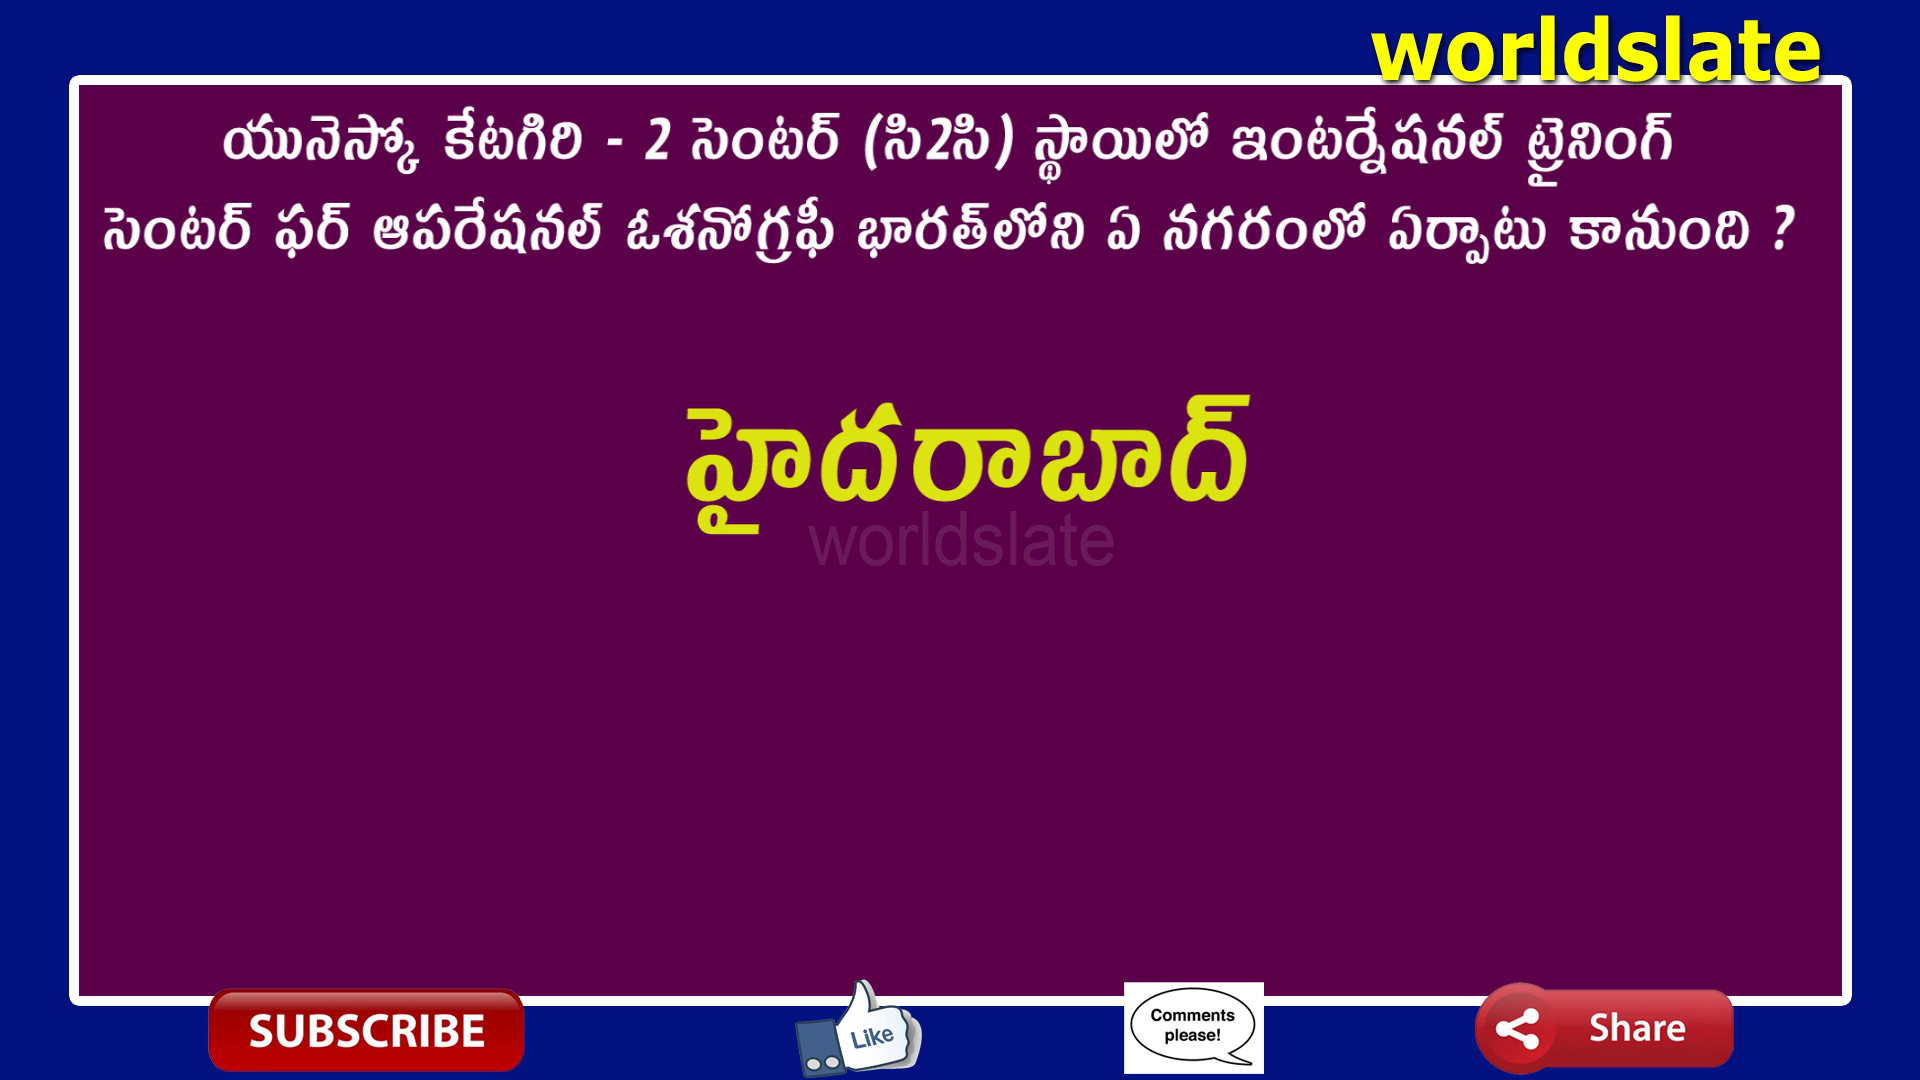 worldslate
యునెస్కో కేటగిరి - 2 సెంటర్ (సి2సి) స్థాయిలో ఇంటర్నేషనల్ ట్రైనింగ్
సెంటర్ ఫర్ ఆపరేషనల్ ఓశనోగ్రఫీ భారత్‌లోని ఏ నగరంలో ఏర్పాటు కానుంది ?
హైదరాబాద్
worldslate
SUBSCRIBE
Like
Comments
please!
Share